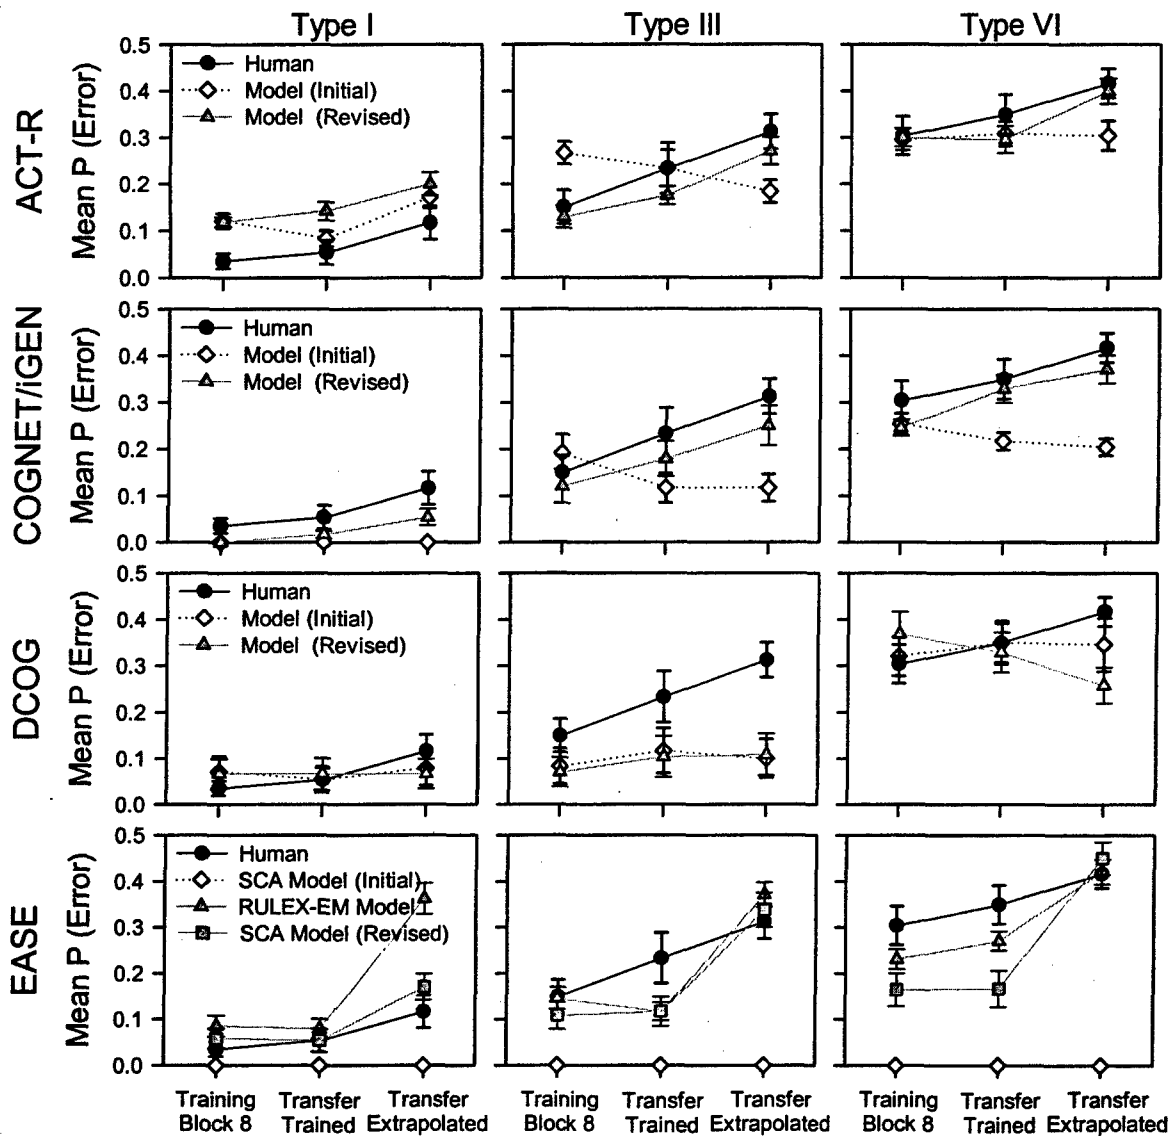 Type I Type III Type VI
ACT-R
Mean P (Error)
0.5
0.4
0.3
0.2
0.1
0.0
Human
Model (Initial)
Model (Revised)
COGNET/iGEN
Mean P (Error)
0.5
0.4
0.3
0.2
0.1
0.0
Human
Model (Initial)
Model (Revised)
DCOG
Mean P (Error)
0.5
0.4
0.3
0.2
0.1
0.0
Human
Model (Initial)
Model (Revised)
EASE
Mean P (Error)
0.5
0.4
0.3
0.2
0.1
0.0
Human
SCA Model (Initial)
RULEX-EM Model
SCA Model (Revised)
Training Transfer Transfer Training Transfer Transfer Training Transfer Transfer
Block 8 Trained Extrapolated Block 8 Trained Extrapolated Block 8 Trained Extrapolated